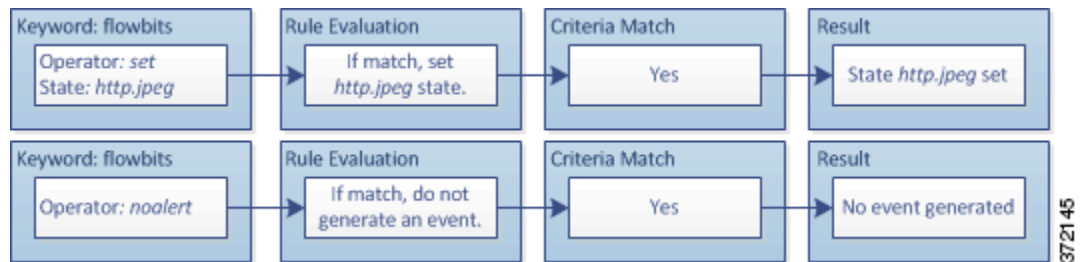 Keyword: flowbits
Operator: set
State: http.jpeg
Rule Evaluation
If match, set
http.jpeg state.
Criteria Match
Yes
Result
State http.jpeg set
Keyword: flowbits
Operator: noalert
Rule Evaluation
If match, do not
generate an event.
Criteria Match
Yes
Result
No event generated
372145